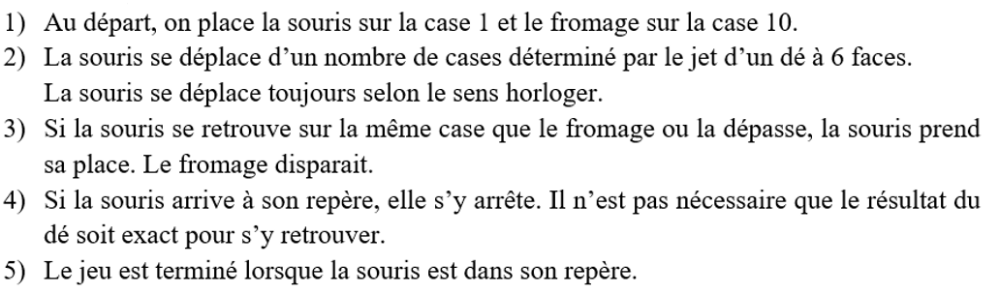 1) Au départ, on place la souris sur la case 1 et le fromage sur la case 10.
2) La souris se déplace d’un nombre de cases déterminé par le jet d’un dé à 6 faces.
La souris se déplace toujours selon le sens horloger.
3) Si la souris se retrouve sur la même case que le fromage ou la dépasse, la souris prend
sa place. Le fromage disparait.
4) Si la souris arrive à son repère, elle s’y arrête. Il n’est pas nécessaire que le résultat du
dé soit exact pour s’y retrouver.
5) Le jeu est terminé lorsque la souris est dans son repère.